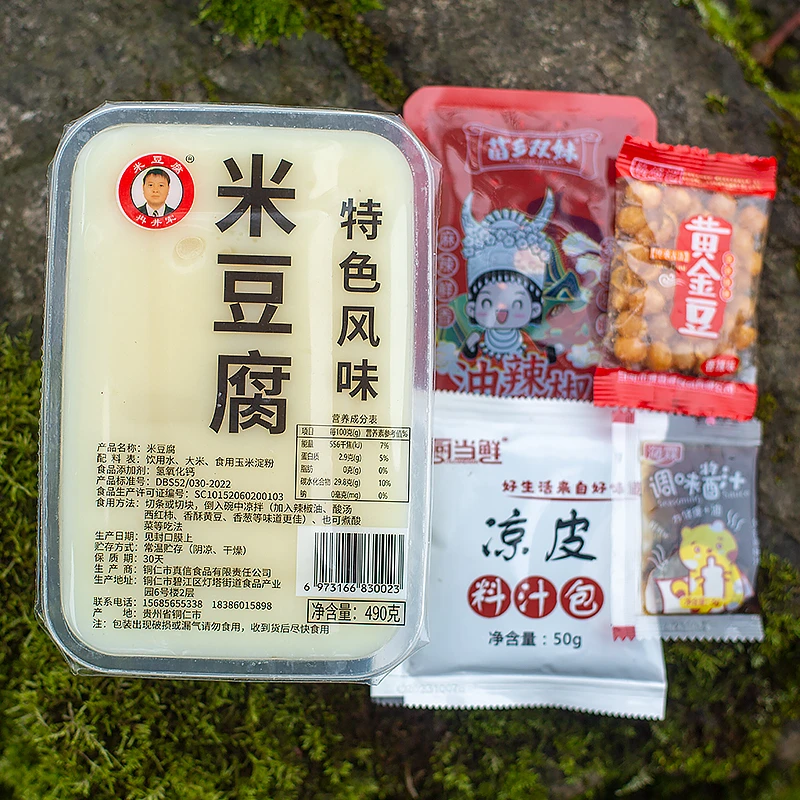 米豆腐
冉井军
米豆腐
特色风味
营养成分表
项目 每100克(g) 营养素参考值%
能量 556千焦(kJ) 7%
蛋白质 2.9克(g) 5%
脂肪 0克(g) 0%
碳水化合物 29.8克(g) 10%
钠 0毫克(mg) 0%
产品名称：米豆腐
配 料 表：饮用水、大米、食用玉米淀粉
食品添加剂：氢氧化钙
产品标准号：DBS52/030-2022
食品生产许可证编号：SC10152060200103
食用方法：切条或切块，倒入碗中凉拌（加入辣椒油、酸汤
西红柿、香酥黄豆、香葱等味道更佳）、也可煮酸
菜等吃法
生产日期：见封口膜上
贮存方式：常温贮存（阴凉、干燥）
保 质 期：30天
生 产 商：铜仁市真信食品有限责任公司
生产地址：铜仁市碧江区灯塔街道食品产业
园6号楼2层
联系电话：15685655338 18386015898
产 地：贵州省铜仁市
注：包装出现破损或漏气请勿食用，收到货后尽快食用
6 973166 830023
净含量：490克
苗乡双妹
油辣椒
黄金豆
香辣味
厨当鲜®
好生活来自好味道
凉皮
料汁包
净含量：50g
调味酱汁